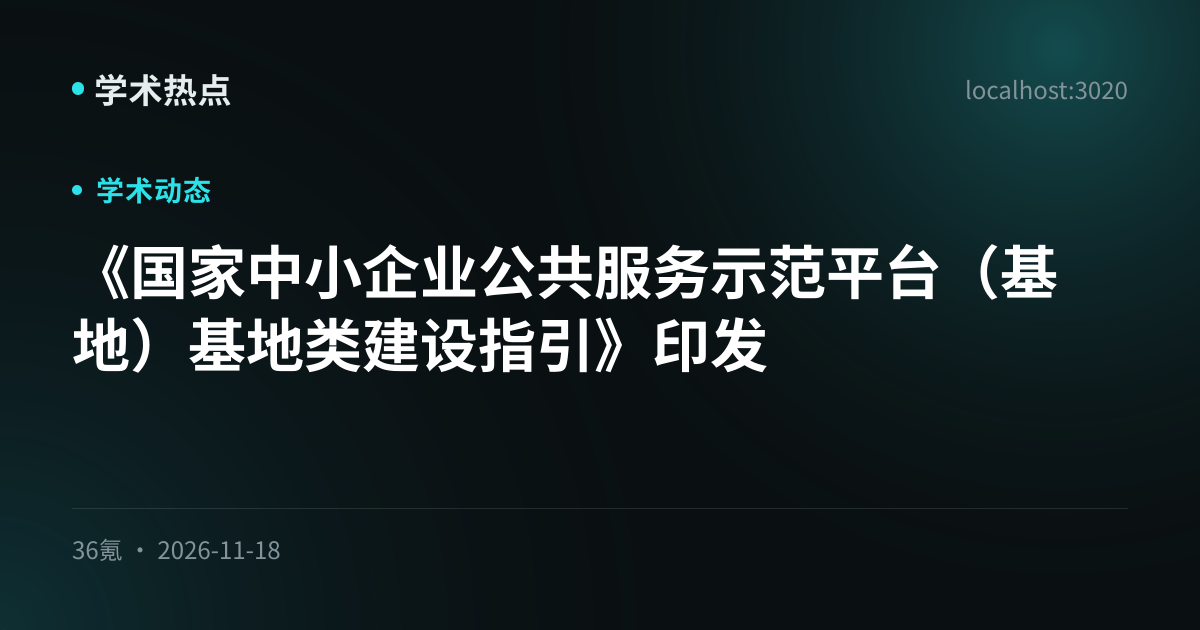 学术热点
localhost:3020
学术动态
《国家中小企业公共服务示范平台（基
地）基地类建设指引》印发
36氪 · 2026-11-18